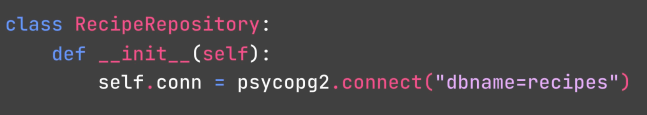 class RecipeRepository:
    def __init__(self):
        self.conn = psycopg2.connect("dbname=recipes")